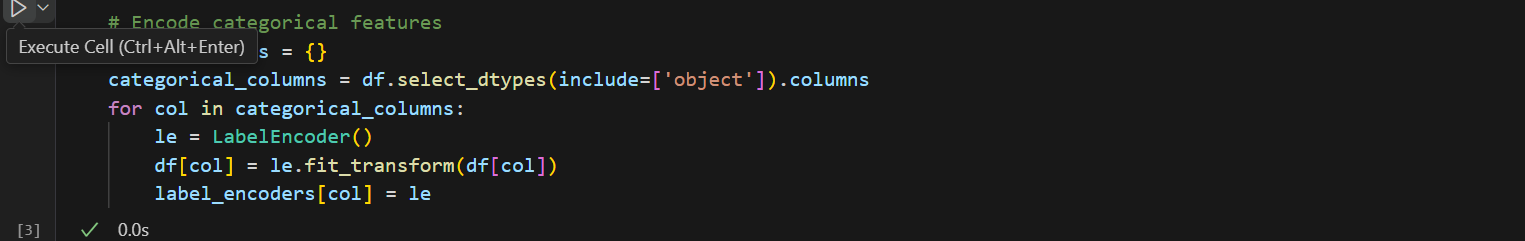 # Encode categorical features
Execute Cell (Ctrl+Alt+Enter)
s = {}
categorical_columns = df.select_dtypes(include=['object']).columns
for col in categorical_columns:
    le = LabelEncoder()
    df[col] = le.fit_transform(df[col])
    label_encoders[col] = le
[3]
0.0s